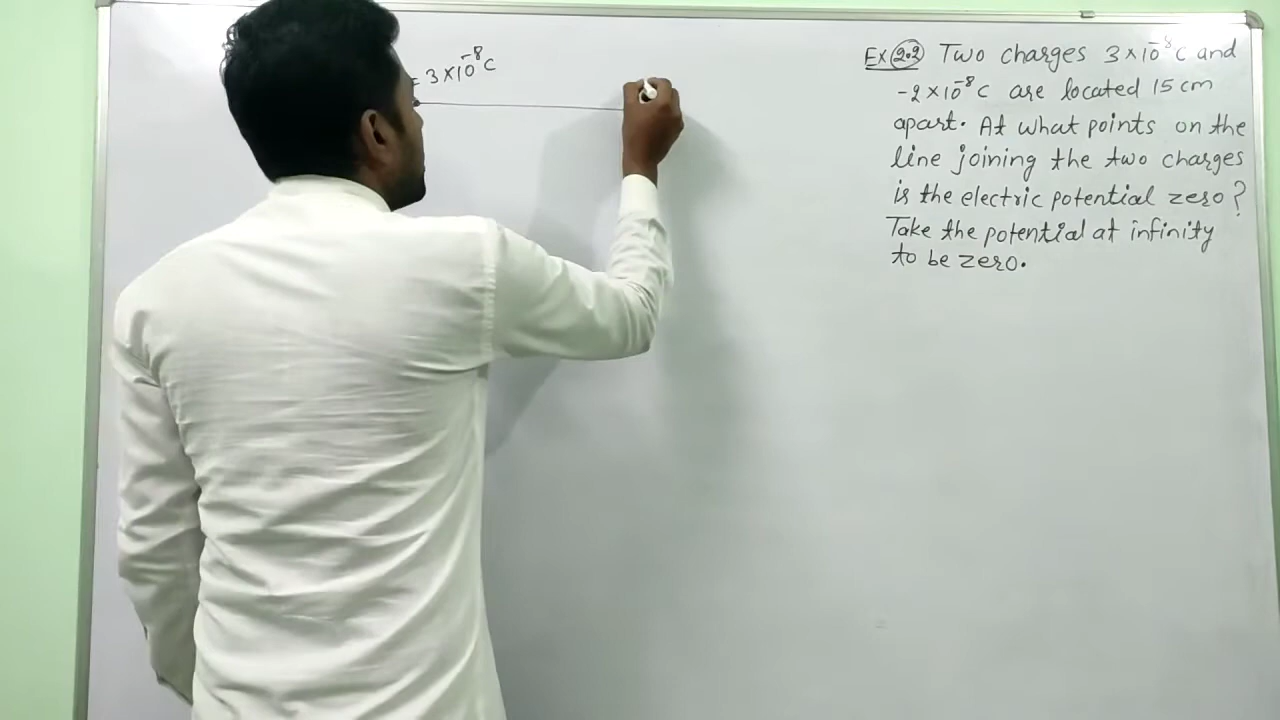 = 3×10⁻⁸C
Ex 2.2 Two charges 3×10⁻⁸C and
-2×10⁻⁸C are located 15 cm
apart. At what points on the
line joining the two charges
is the electric potential zero?
Take the potential at infinity
to be zero.